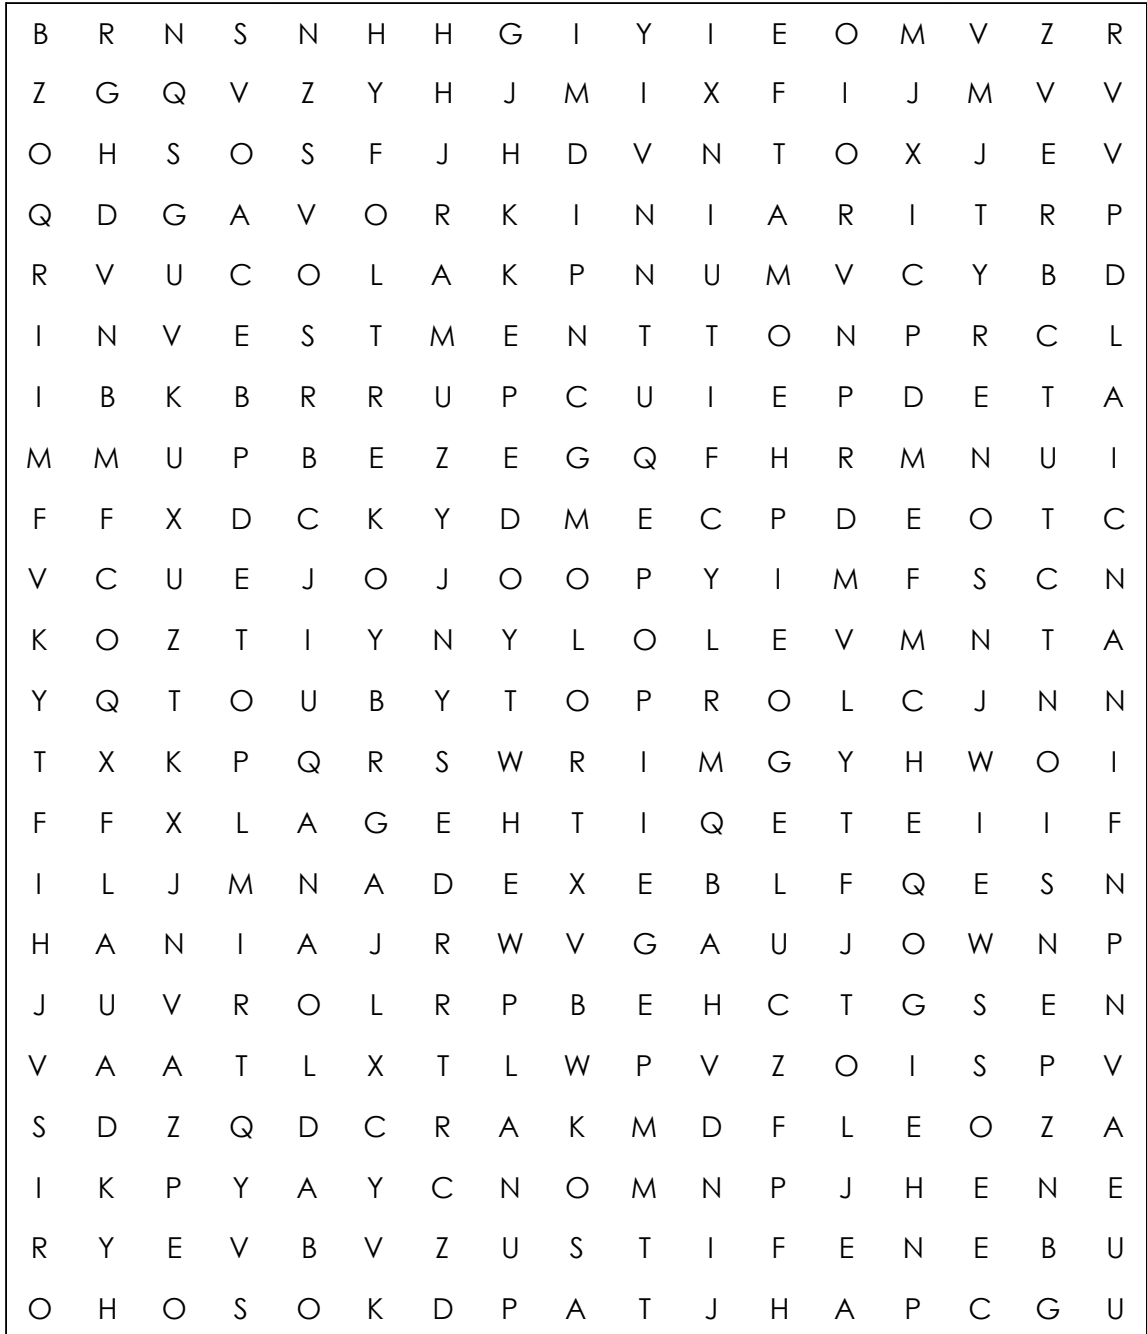 B R N S N H H G I Y I E O M V Z R
Z G Q V Z Y H J M I X F I J M V V
O H S O S F J H D V N T O X J E V
Q D G A V O R K I N I A R I T R P
R V U C O L A K P N U M V C Y B D
I N V E S T M E N T T O N P R C L
I B K B R R U P C U I E P D E T A
M M U P B E Z E G Q F H R M N U I
F F X D C K Y D M E C P D E O T C
V C U E J O J O O P Y I M F S C N
K O Z T I Y N Y L O L E V M N T A
Y Q T O U B Y T O P R O L C J N N
T X K P Q R S W R I M G Y H W O I
F F X L A G E H T I Q E T E I I F
I L J M N A D E X E B L F Q E S N
H A N I A J R W V G A U J O W N P
J U V R O L R P B E H C T G S E N
V A A T L X T L W P V Z O I S P V
S D Z Q D C R A K M D F L E O Z A
I K P Y A Y C N O M N P J H E N E
R Y E V B V Z U S T I F E N E B U
O H O S O K D P A T J H A P C G U